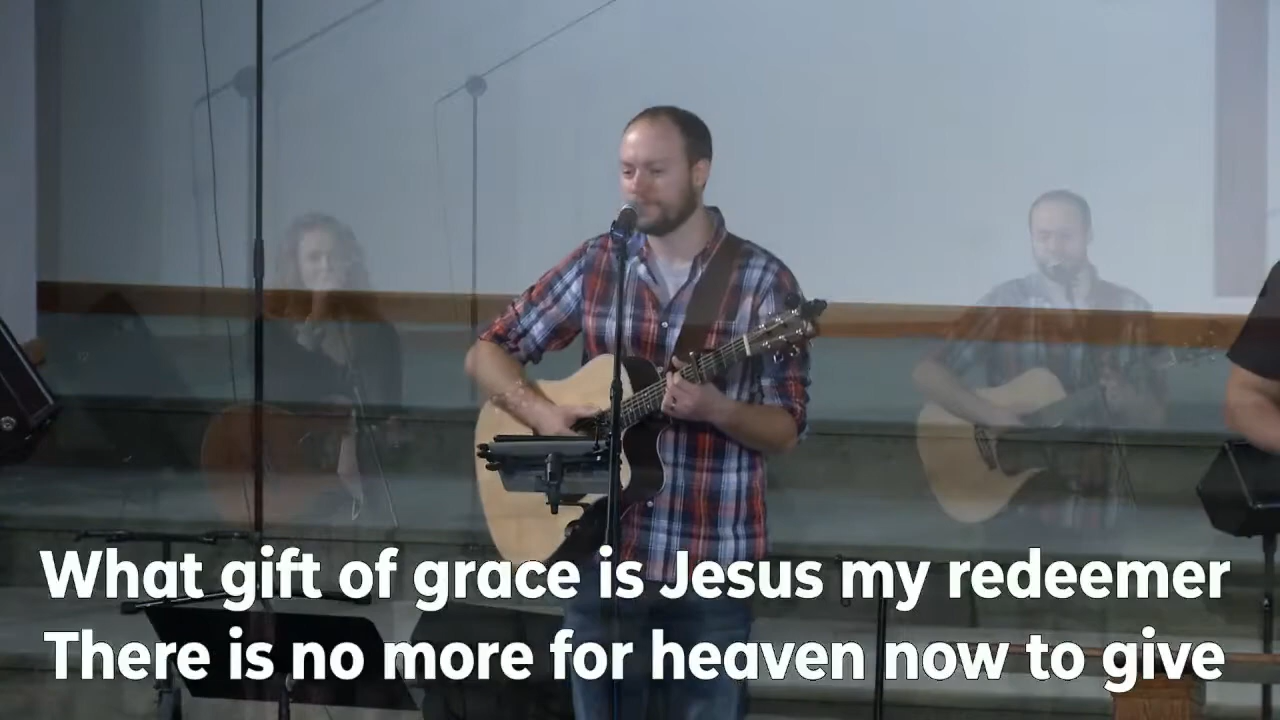 What gift of grace is Jesus my redeemer
There is no more for heaven now to give